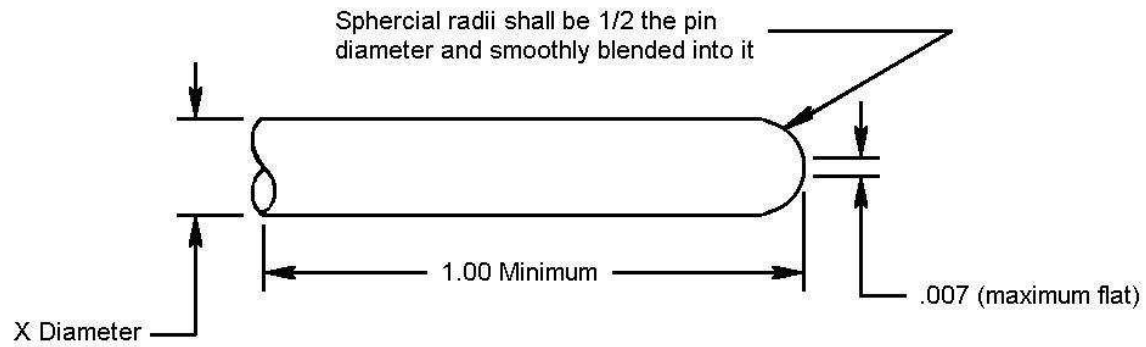 Sphercial radii shall be 1/2 the pin
diameter and smoothly blended into it
1.00 Minimum
.007 (maximum flat)
X Diameter